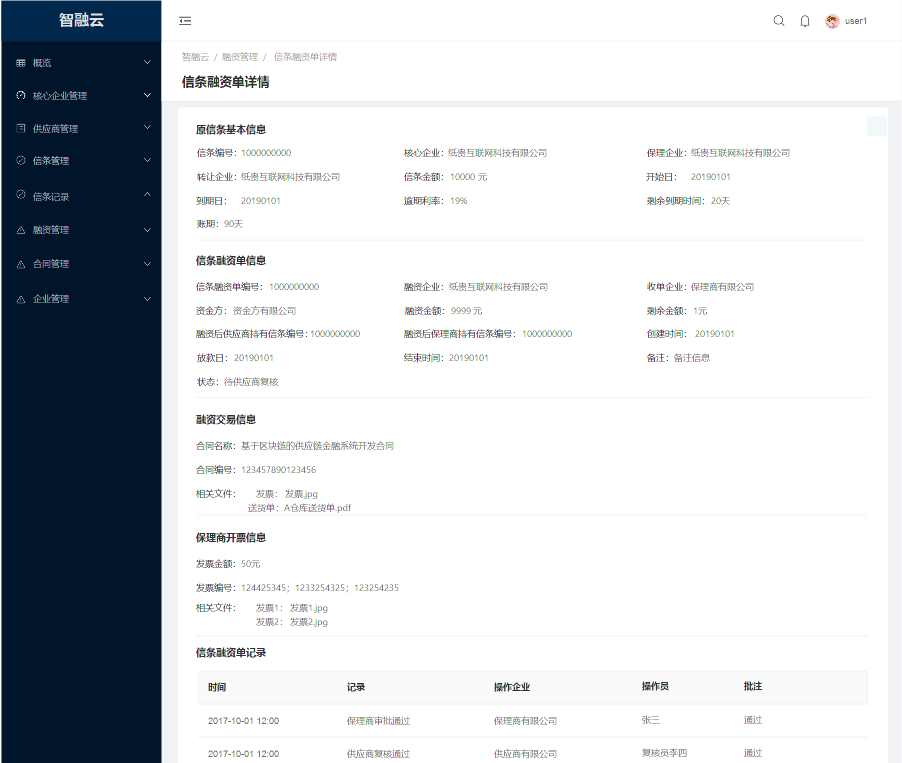 智融云
user1
概览
核心企业管理
供应商管理
信条管理
信条记录
融资管理
合同管理
企业管理
智融云 / 融资管理 / 信条融资单详情
信条融资单详情
原信条基本信息
信条编号：1000000000 核心企业：纸贵互联网科技有限公司 保理企业：纸贵互联网科技有限公司
转让企业：纸贵互联网科技有限公司 信条金额：10000 元 开始日： 20190101
到期日： 20190101 逾期利率：19% 剩余到期时间：20天
账期：90天
信条融资单信息
信条融资单编号：1000000000 融资企业：纸贵互联网科技有限公司 收单企业：保理商有限公司
资金方：资金方有限公司 融资金额：9999元 剩余金额：1元
融资后供应商持有信条编号：1000000000 融资后保理商持有信条编号：1000000000 创建时间：20190101
放款日：20190101 结束时间：20190101 备注：备注信息
状态：待供应商复核
融资交易信息
合同名称：基于区块链的供应链金融系统开发合同
合同编号：123457890123456
相关文件： 发票： 发票.jpg
送货单：A仓库送货单.pdf
保理商开票信息
发票金额：50元
发票编号：124425345；1233254325；123254235
相关文件： 发票1： 发票1.jpg
发票2： 发票2.jpg
信条融资单记录
时间 记录 操作企业 操作员 批注
2017-10-01 12:00 保理商审批通过 保理商有限公司 张三 通过
2017-10-01 12:00 供应商复核通过 供应商有限公司 复核员李四 通过